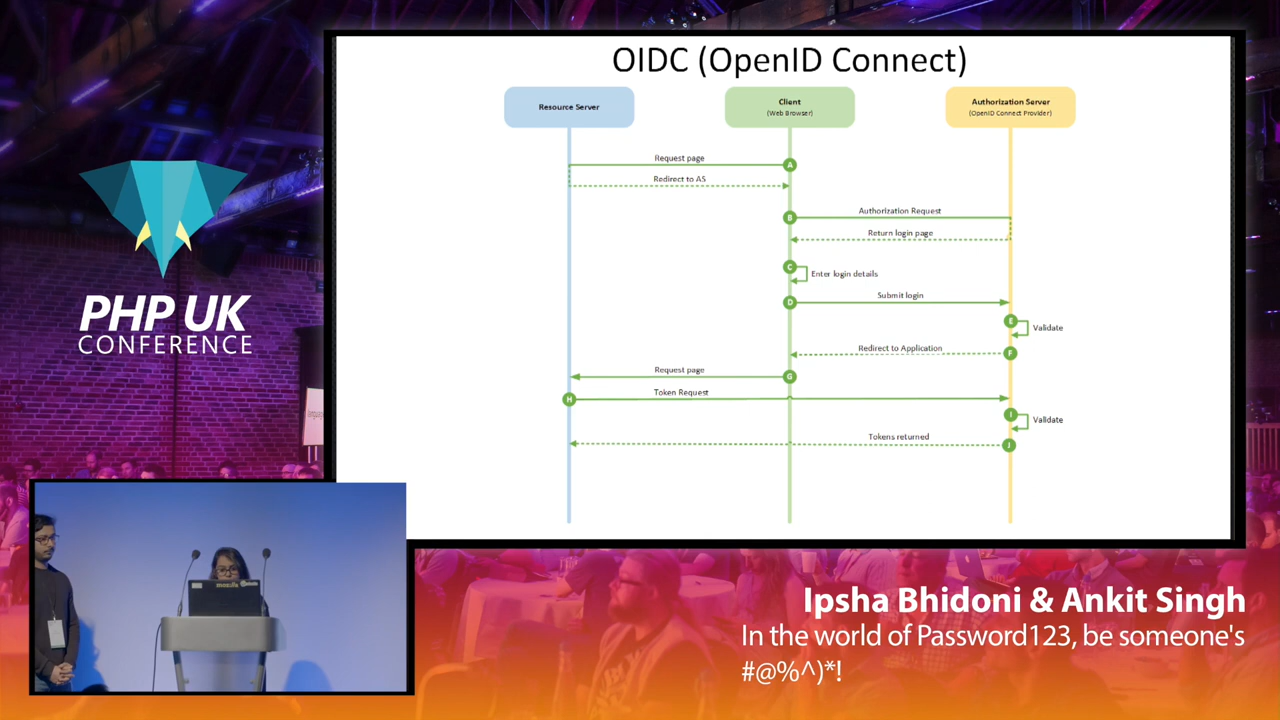 OIDC (OpenID Connect)
Resource Server
Client
(Web Browser)
Authorization Server
(OpenID Connect Provider)
Request page
A
Redirect to AS
B
Authorization Request
Return login page
C
Enter login details
D
Submit login
E
Validate
Redirect to Application
F
Request page
G
H
Token Request
I
Validate
Tokens returned
J
PHP UK
CONFERENCE
mozilla
Ipsha Bhidoni & Ankit Singh
In the world of Password123, be someone's
#@%^)*!